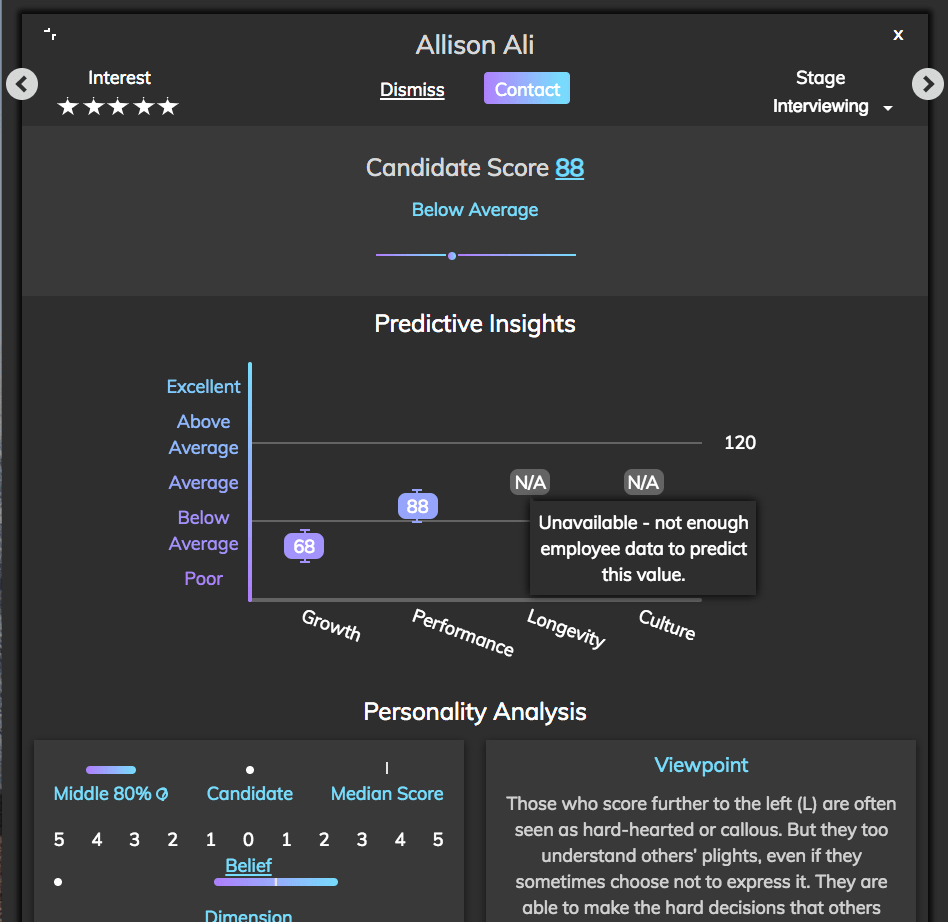 Allison Ali
x
Interest
Dismiss
Contact
Stage
Interviewing
Candidate Score 88
Below Average
Predictive Insights
Excellent
Above
Average
120
Average
N/A
N/A
88
Below
Average
Unavailable - not enough
employee data to predict
this value.
68
Poor
Growth
Performance
Longevity
Culture
Personality Analysis
Middle 80%
Candidate
Median Score
5 4 3 2 1 0 1 2 3 4 5
Belief
Dimension
Viewpoint
Those who score further to the left (L) are often
seen as hard-hearted or callous. But they too
understand others’ plights, even if they
sometimes choose not to express it. They are
able to make the hard decisions that others